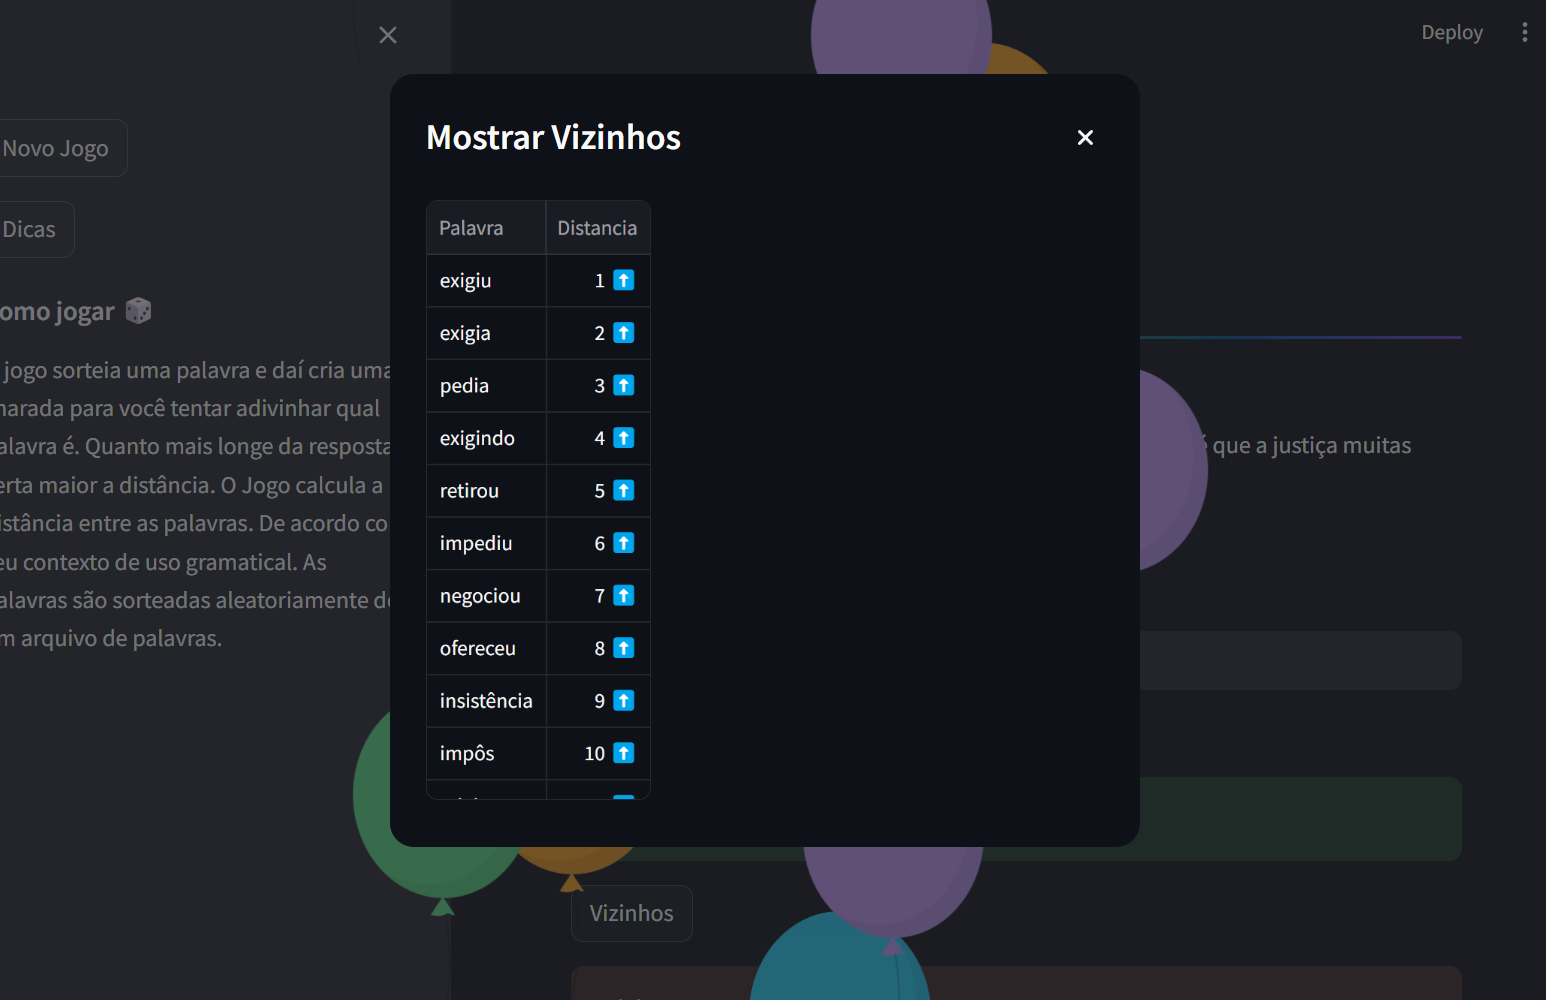 Deploy
Novo Jogo
Dicas
omo jogar
jogo sorteia uma palavra e daí cria uma
harada para você tentar adivinhar qual
alavra é. Quanto mais longe da resposta
erta maior a distância. O Jogo calcula a
istância entre as palavras. De acordo co
eu contexto de uso gramatical. As
alavras são sorteadas aleatoriamente de
m arquivo de palavras.
Mostrar Vizinhos
Palavra Distancia
exigiu 1
exigia 2
pedia 3
exigindo 4
retirou 5
impediu 6
negociou 7
ofereceu 8
insistência 9
impôs 10
é que a justiça muitas
Vizinhos